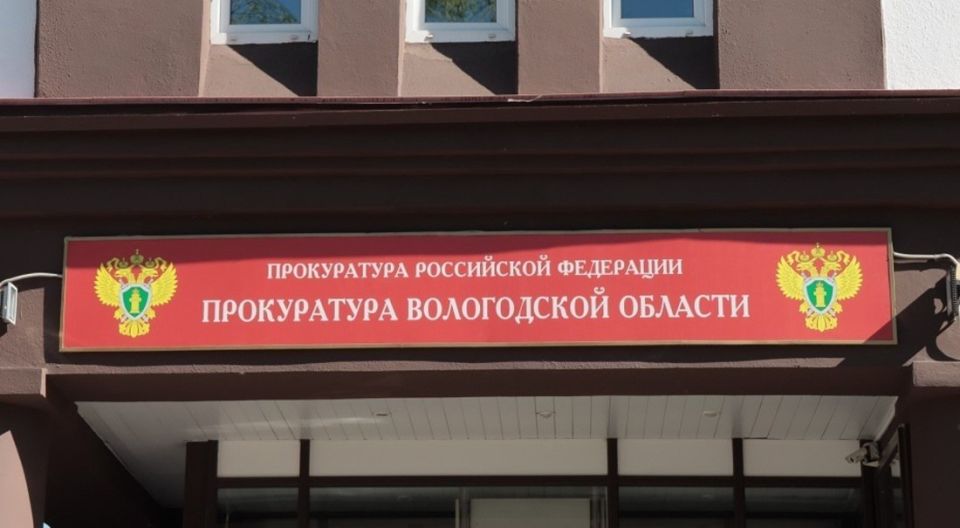 ПРОКУРАТУРА РОССИЙСКОЙ ФЕДЕРАЦИИ
ПРОКУРАТУРА ВОЛОГОДСКОЙ ОБЛАСТИ